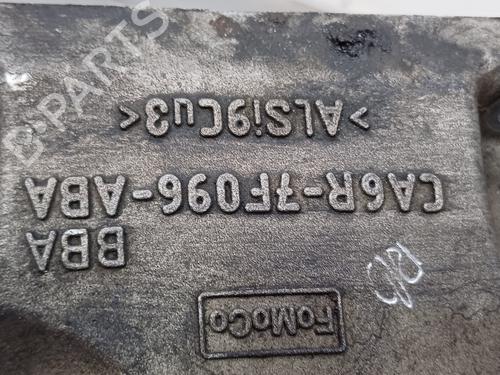 FoMoCo
BBA
CA6R-7F096-ABA
>ALSi9Cu3<
B-PARTS